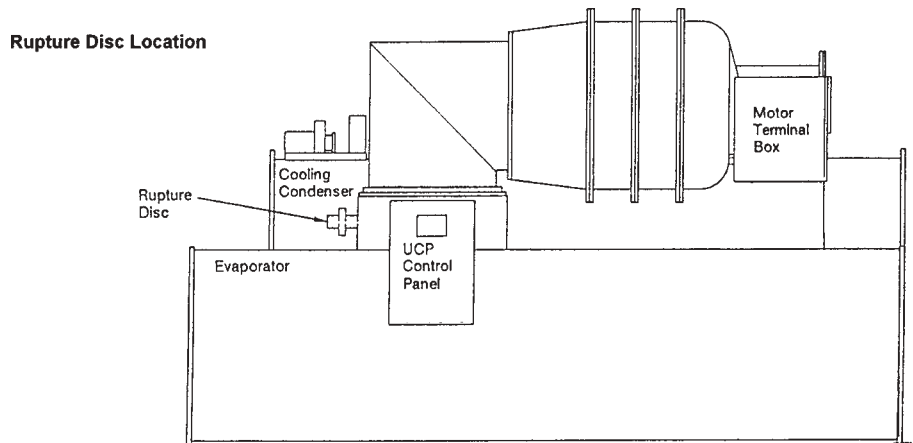 Rupture Disc Location
Motor
Terminal
Box
Cooling
Condenser
Rupture
Disc
UCP
Control
Panel
Evaporator